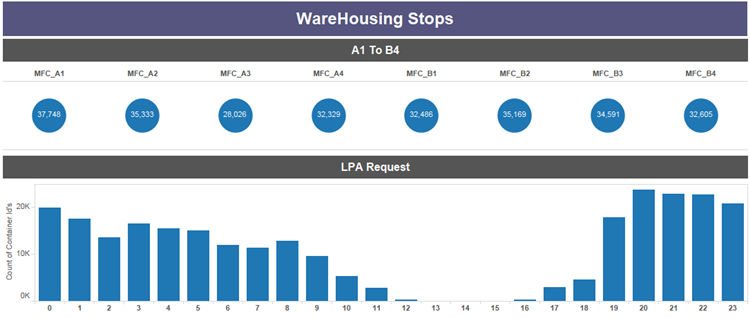 WareHousing Stops
A1 To B4
MFC_A1 MFC_A2 MFC_A3 MFC_A4 MFC_B1 MFC_B2 MFC_B3 MFC_B4
37,748 35,333 28,026 32,329 32,486 35,169 34,591 32,605
LPA Request
Count of Container Id's
20K
10K
0K
0 1 2 3 4 5 6 7 8 9 10 11 12 13 14 15 16 17 18 19 20 21 22 23